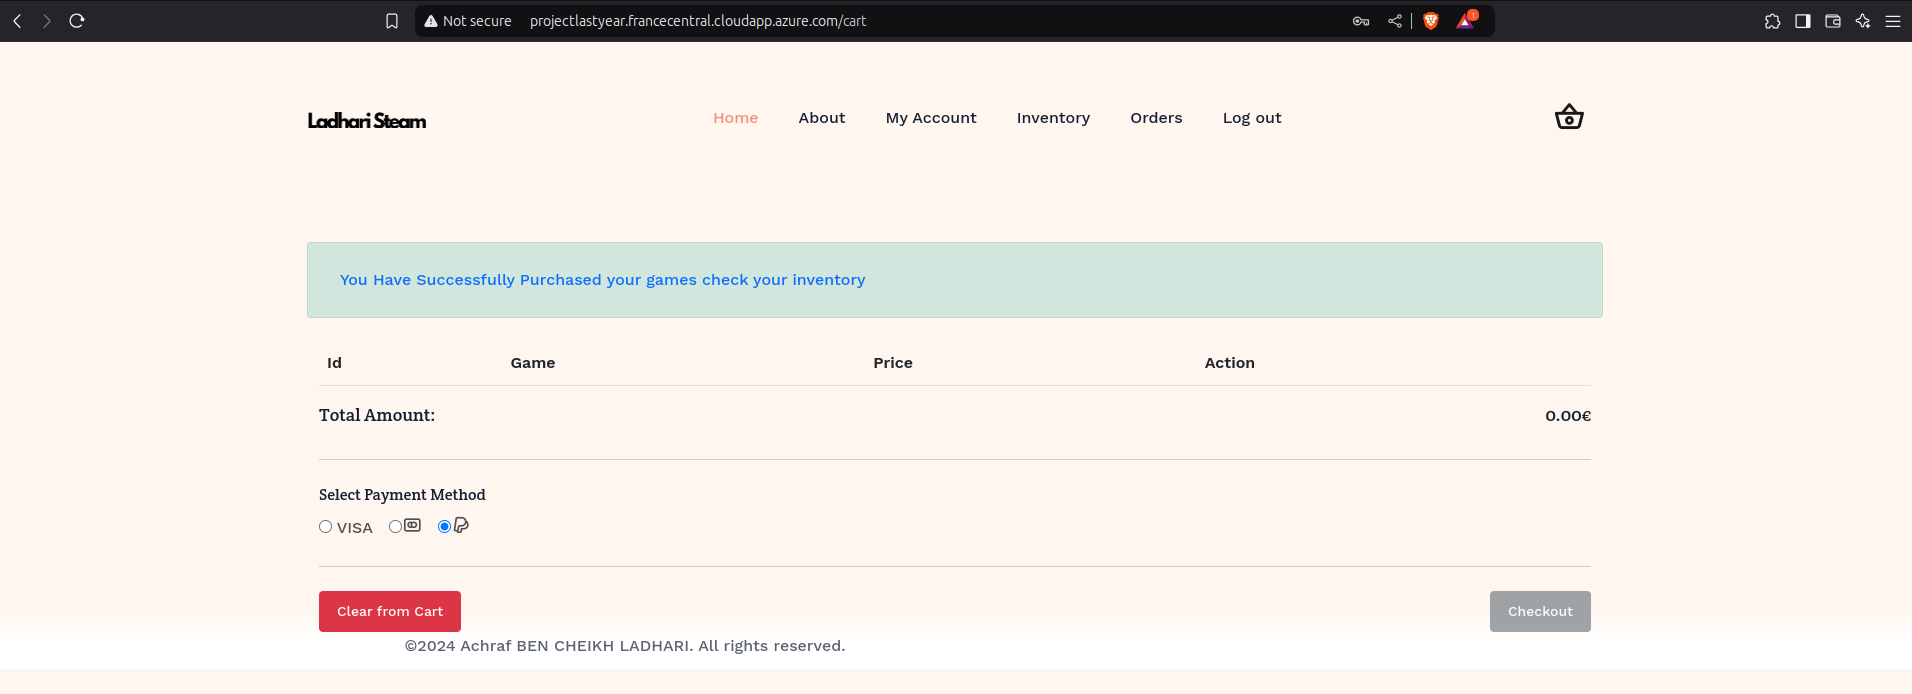 Not secure projectlastyear.francecentral.cloudapp.azure.com/cart 1
Ladhari Steam Home About My Account Inventory Orders Log out
You Have Successfully Purchased your games check your inventory
Id Game Price Action
Total Amount: 0.00€
Select Payment Method
VISA
Clear from Cart Checkout
©2024 Achraf BEN CHEIKH LADHARI. All rights reserved.